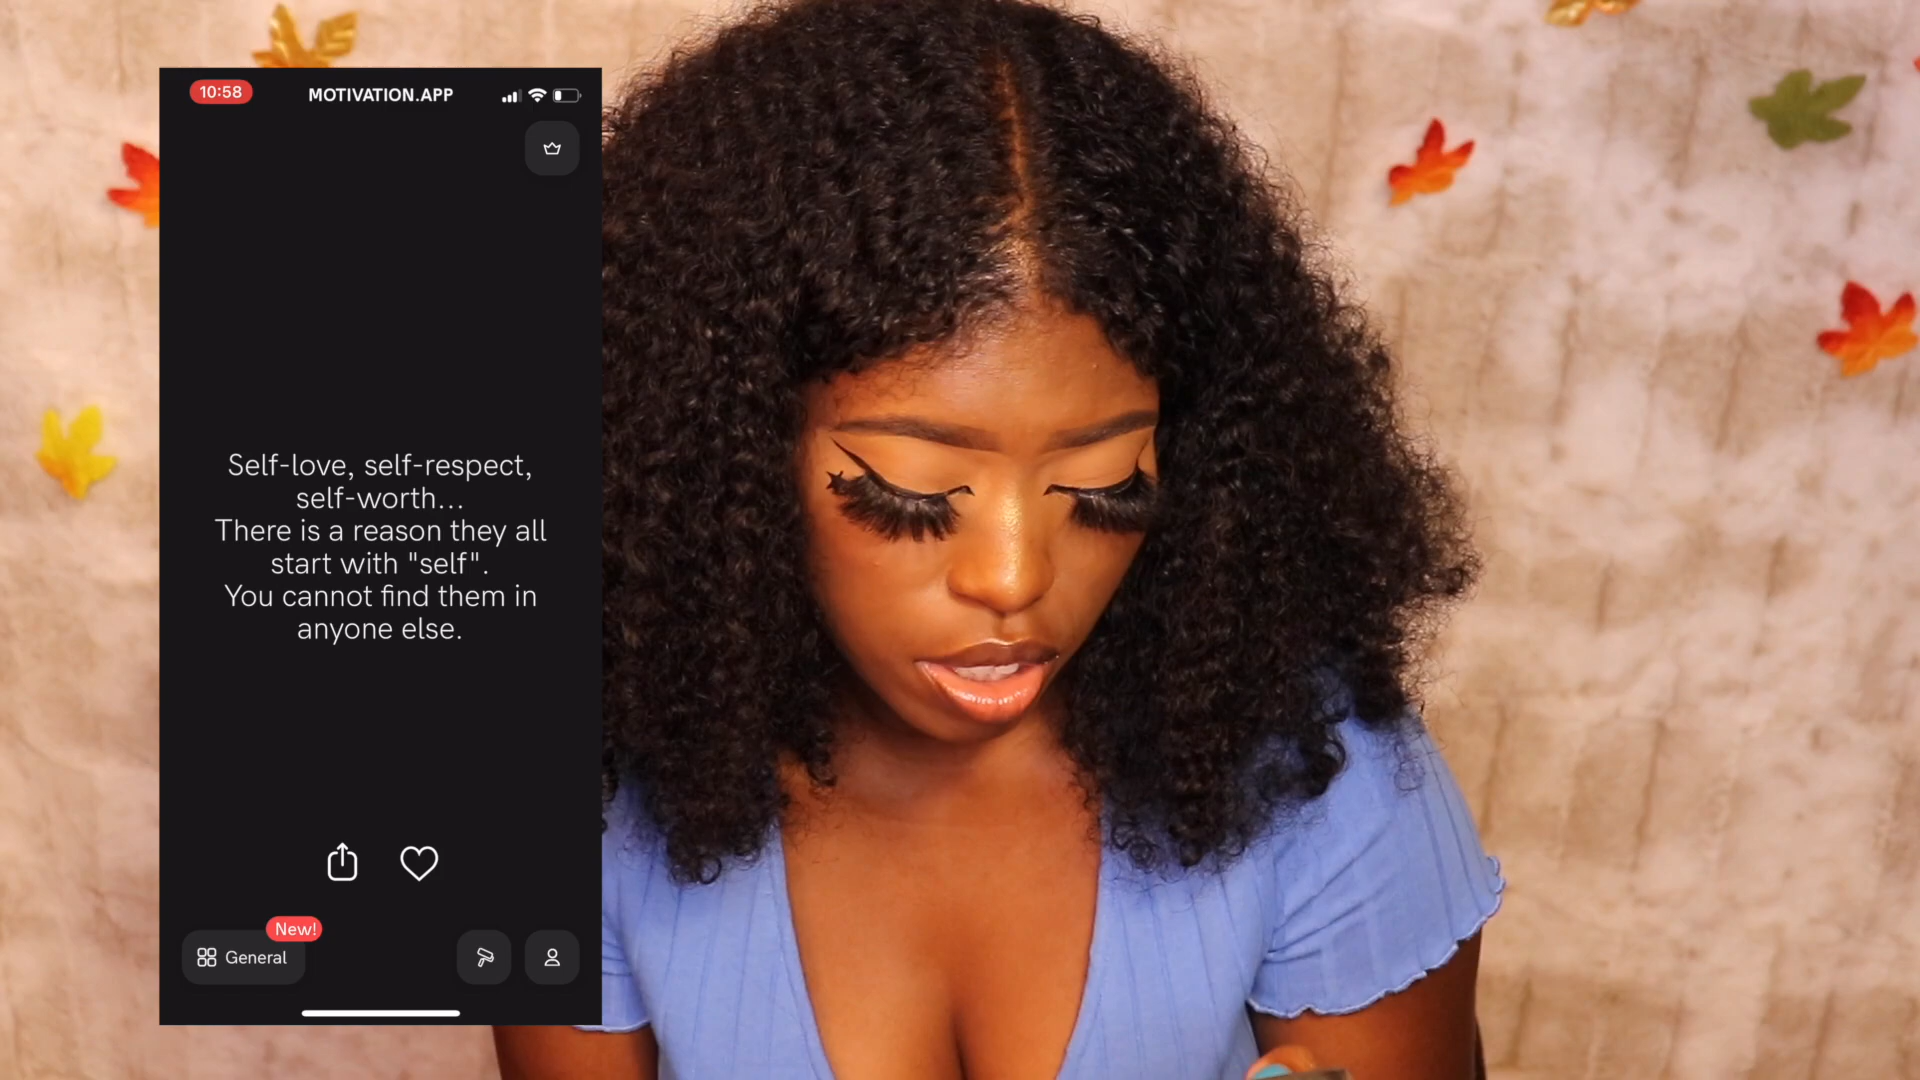 10:58 MOTIVATION.APP
Self-love, self-respect,
self-worth...
There is a reason they all
start with "self".
You cannot find them in
anyone else.
New!
General